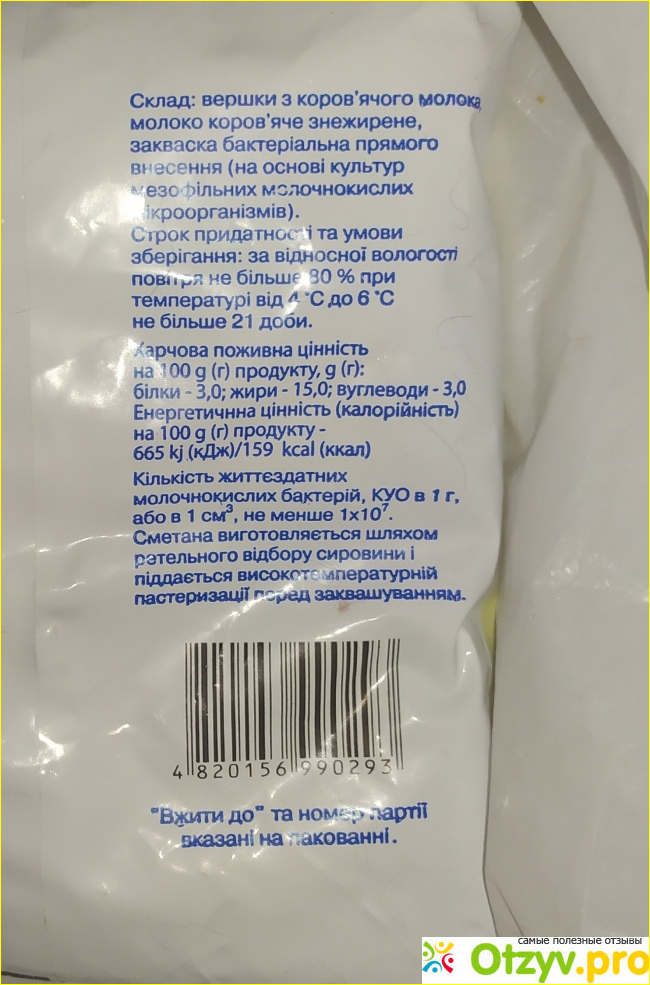 Склад: вершки з коров'ячого молока,
молоко коров'яче знежирене,
закваска бактеріальна прямого
внесення (на основі культур
мезофільних молочнокислих
мікроорганізмів).
Строк придатності та умови
зберігання: за відносної вологості
повітря не більше 80 % при
температурі від 4 °С до 6 °С
не більше 21 доби.
Харчова поживна цінність
на 100 g (г) продукту, g (г):
білки - 3,0; жири - 15,0; вуглеводи - 3,0
Енергетичнна цінність (калорійність)
на 100 g (г) продукту -
665 kj (кДж)/159 kcal (ккал)
Кількість життєздатних
молочнокислих бактерій, КУО в 1 г,
або в 1 см³, не менше 1х10⁷.
Сметана виготовляється шляхом
ретельного відбору сировини і
піддається високотемпературній
пастеризації перед заквашуванням.
4 820156 990293
"Вжити до" та номер партії
вказані на пакованні.
самые полезные отзывы
Otzyv.pro